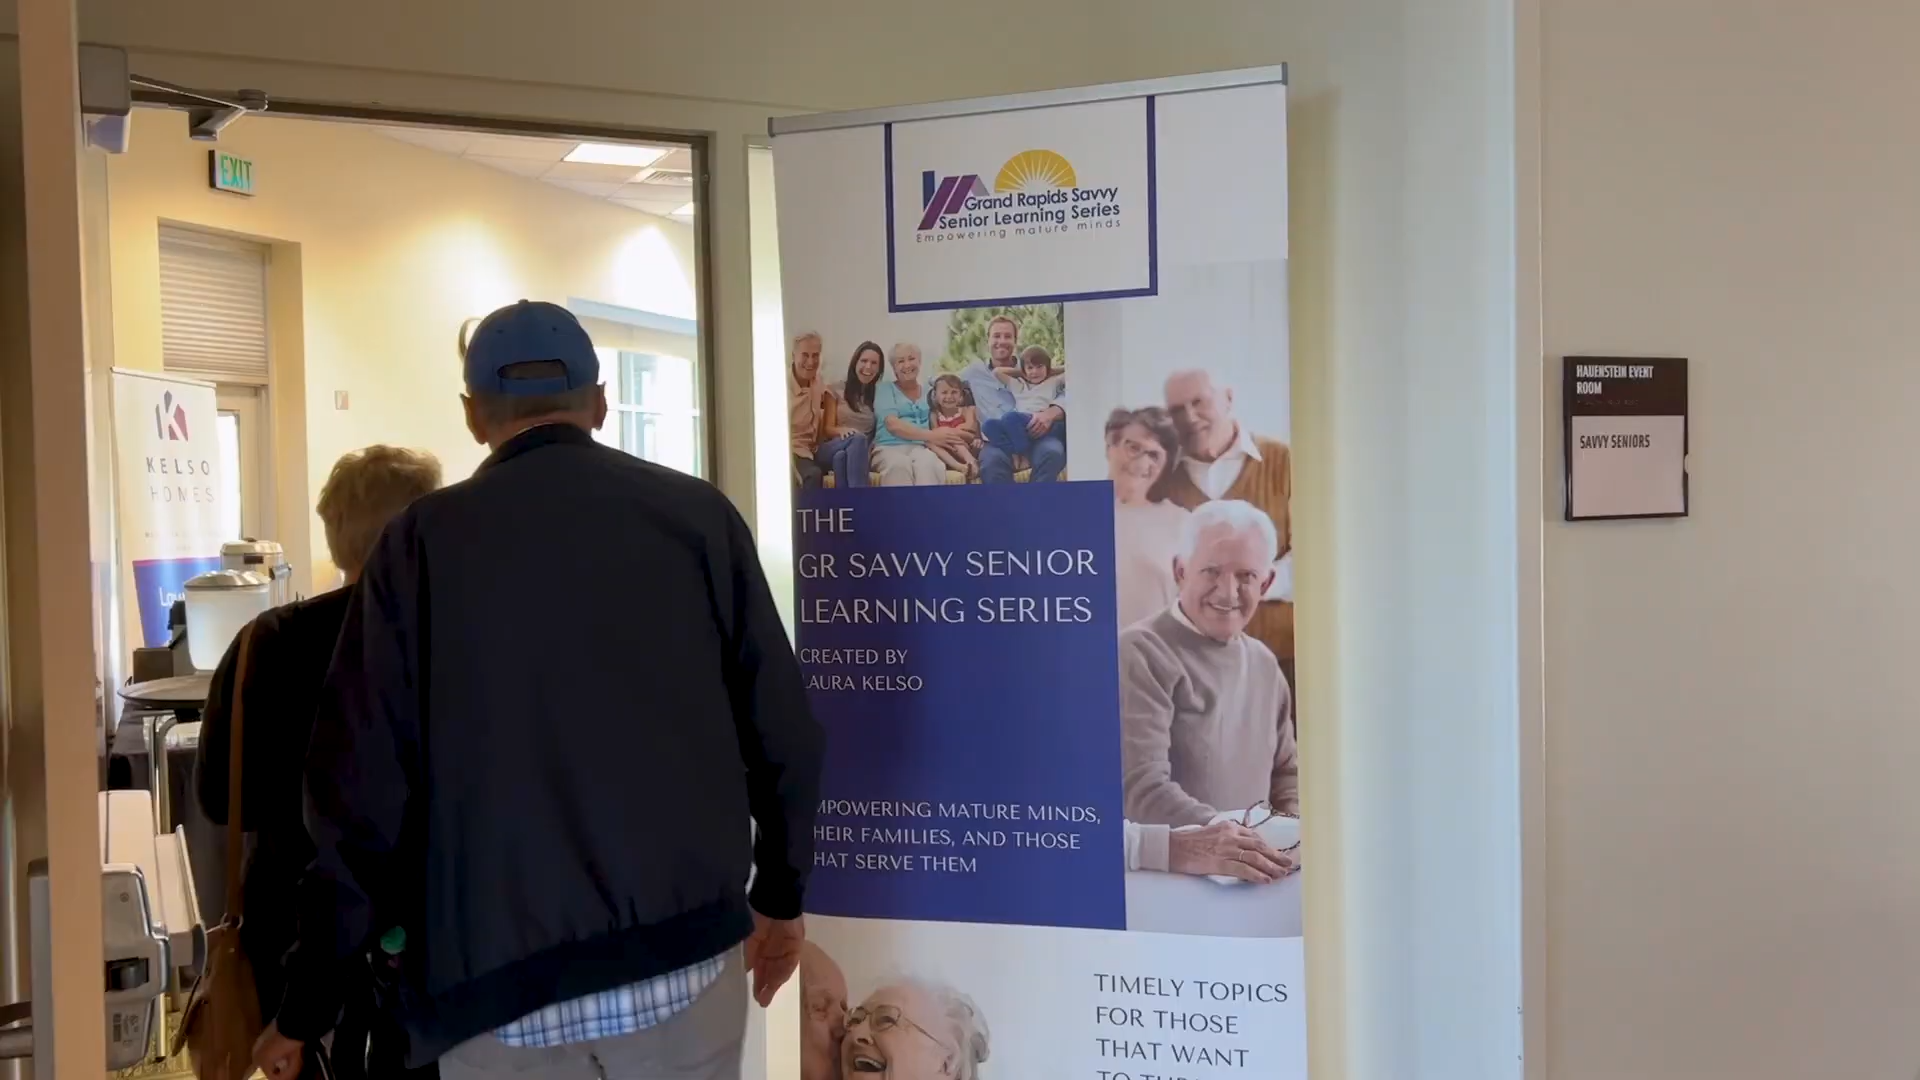 EXIT
KELSO
HOMES
Grand Rapids Savvy
Senior Learning Series
Empowering mature minds
THE
GR SAVVY SENIOR
LEARNING SERIES
CREATED BY
LAURA KELSO
MPOWERING MATURE MINDS,
HEIR FAMILIES, AND THOSE
HAT SERVE THEM
TIMELY TOPICS
FOR THOSE
THAT WANT
HAUENSTEIN EVENT
ROOM
SAVVY SENIORS